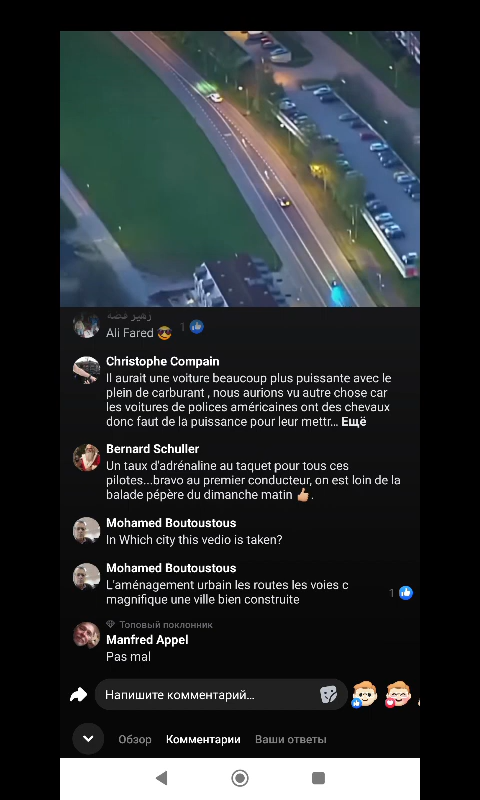 Ali Fared 😎 1
Christophe Compain
Il aurait une voiture beaucoup plus puissante avec le
plein de carburant , nous aurions vu autre chose car
les voitures de polices américaines ont des chevaux
donc faut de la puissance pour leur mettr... Ещё
Bernard Schuller
Un taux d'adrénaline au taquet pour tous ces
pilotes...bravo au premier conducteur, on est loin de la
balade pépère du dimanche matin 👍.
Mohamed Boutoustous
In Which city this vedio is taken?
Mohamed Boutoustous
L'aménagement urbain les routes les voies c
magnifique une ville bien construite
1
Топовый поклонник
Manfred Appel
Pas mal
Напишите комментарий...
Обзор Комментарии Ваши ответы